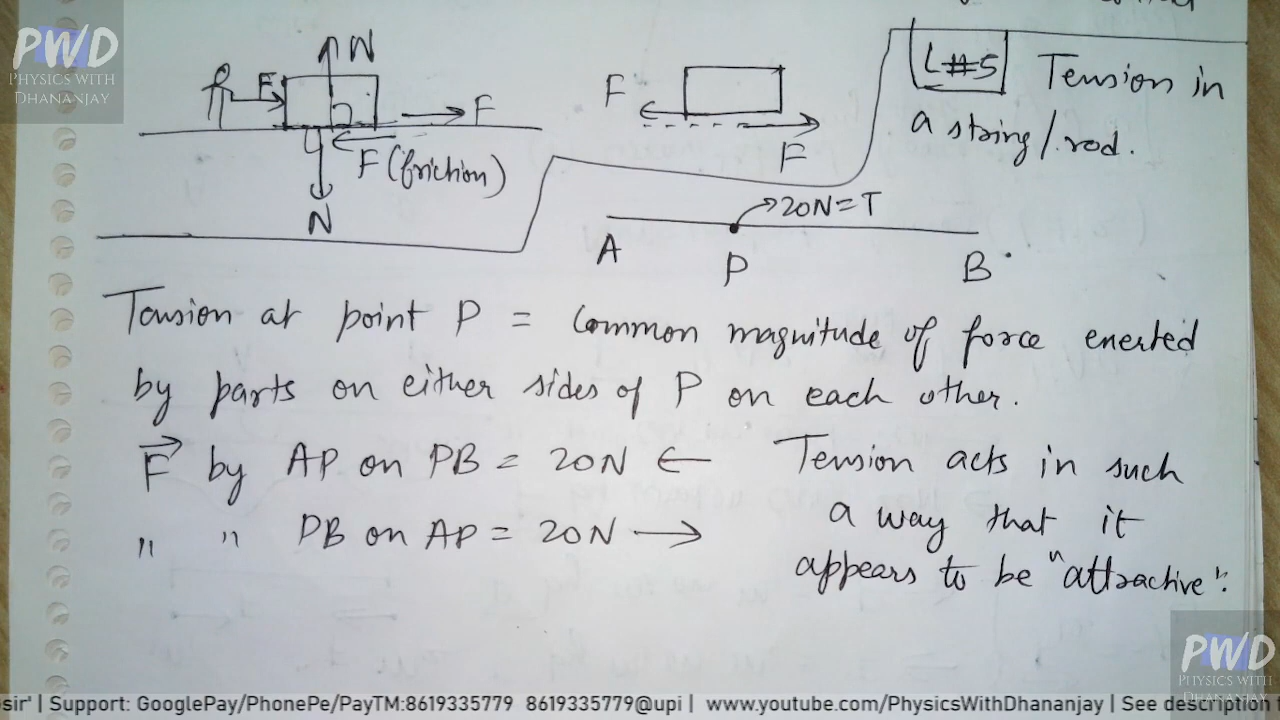 PWD
PHYSICS WITH
DHANANJAY
N
F
F
F (friction)
N
F
F
L#5 Tension in
a string / rod.
20N = T
A P B
Tension at point P = Common magnitude of force exerted
by parts on either sides of P on each other.
F by AP on PB = 20N ←
" " PB on AP = 20N →
Tension acts in such
a way that it
appears to be "attractive".
PWD
PHYSICS WITH
DHANANJAY
sir' | Support: GooglePay/PhonePe/PayTM:8619335779 8619335779@upi | www.youtube.com/PhysicsWithDhananjay | See description